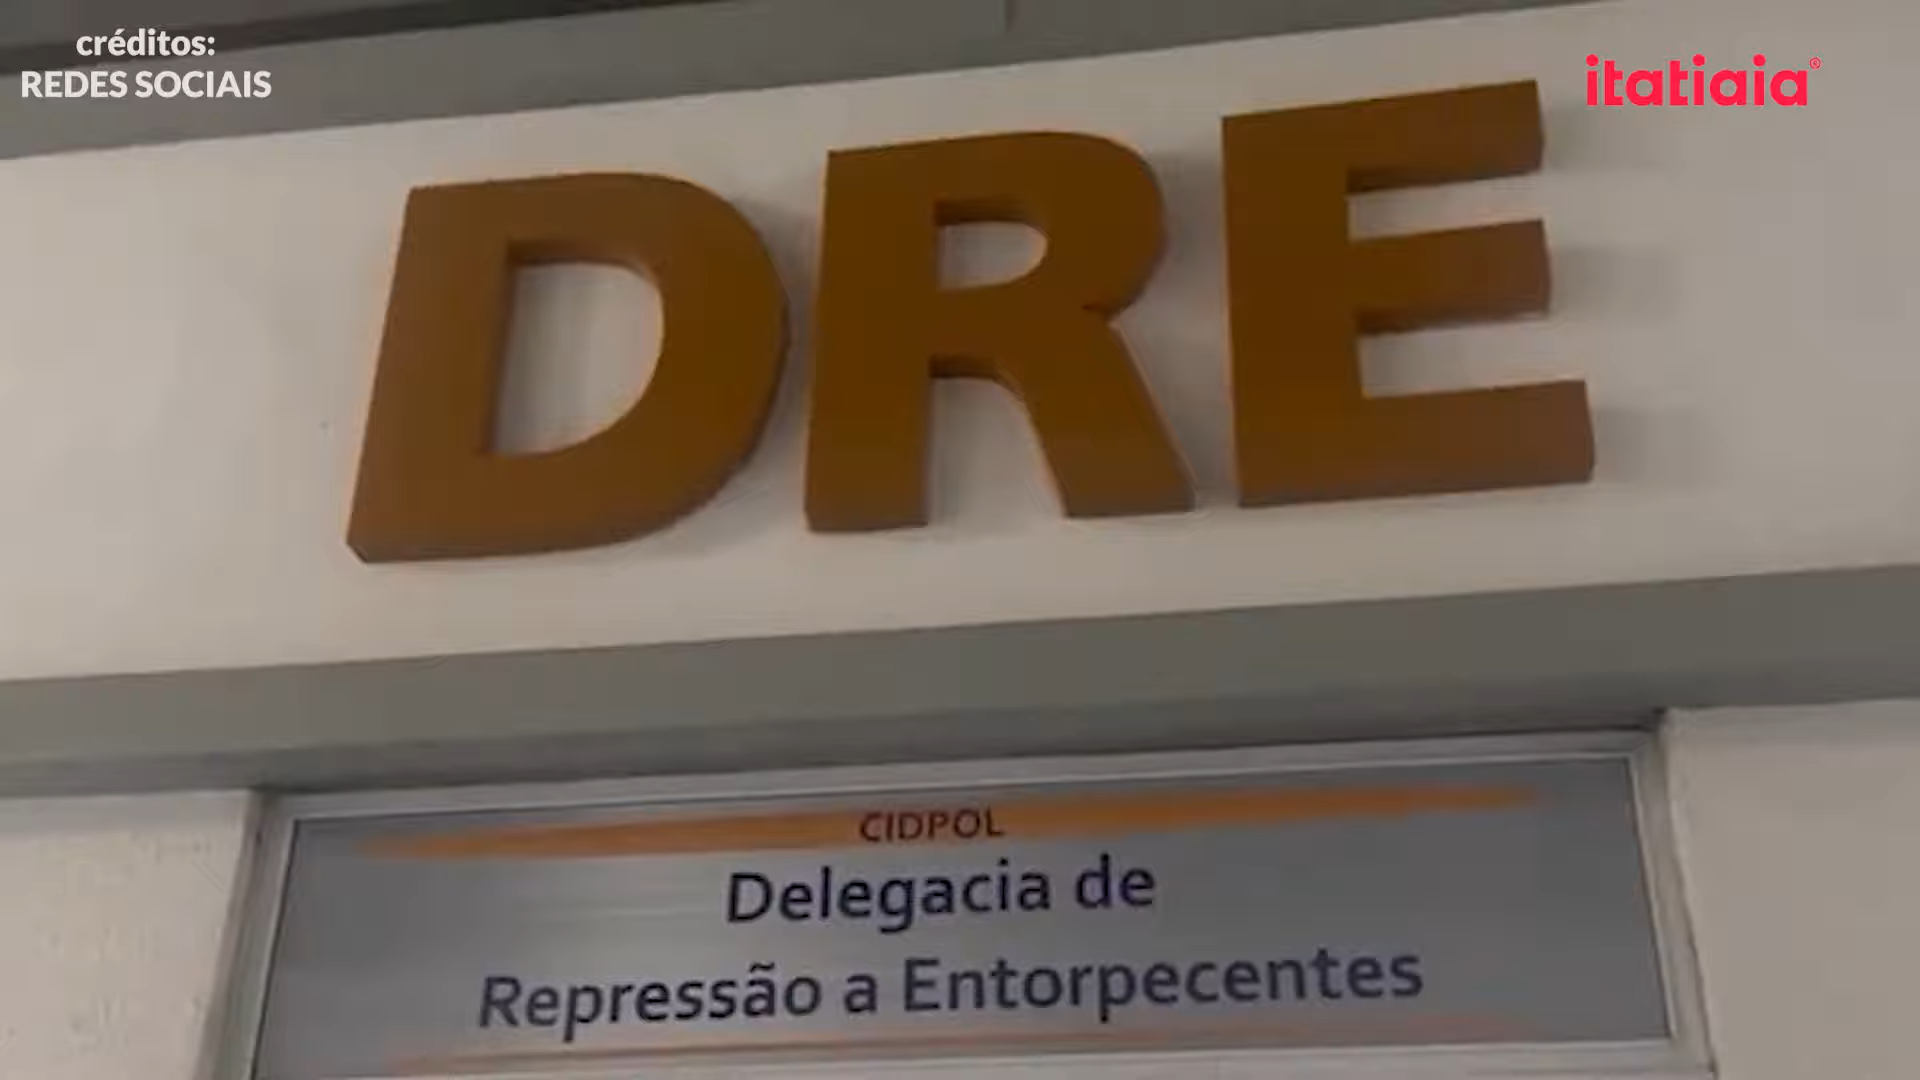 créditos:
REDES SOCIAIS
itatiaia®
DRE
CIDPOL
Delegacia de
Repressão a Entorpecentes